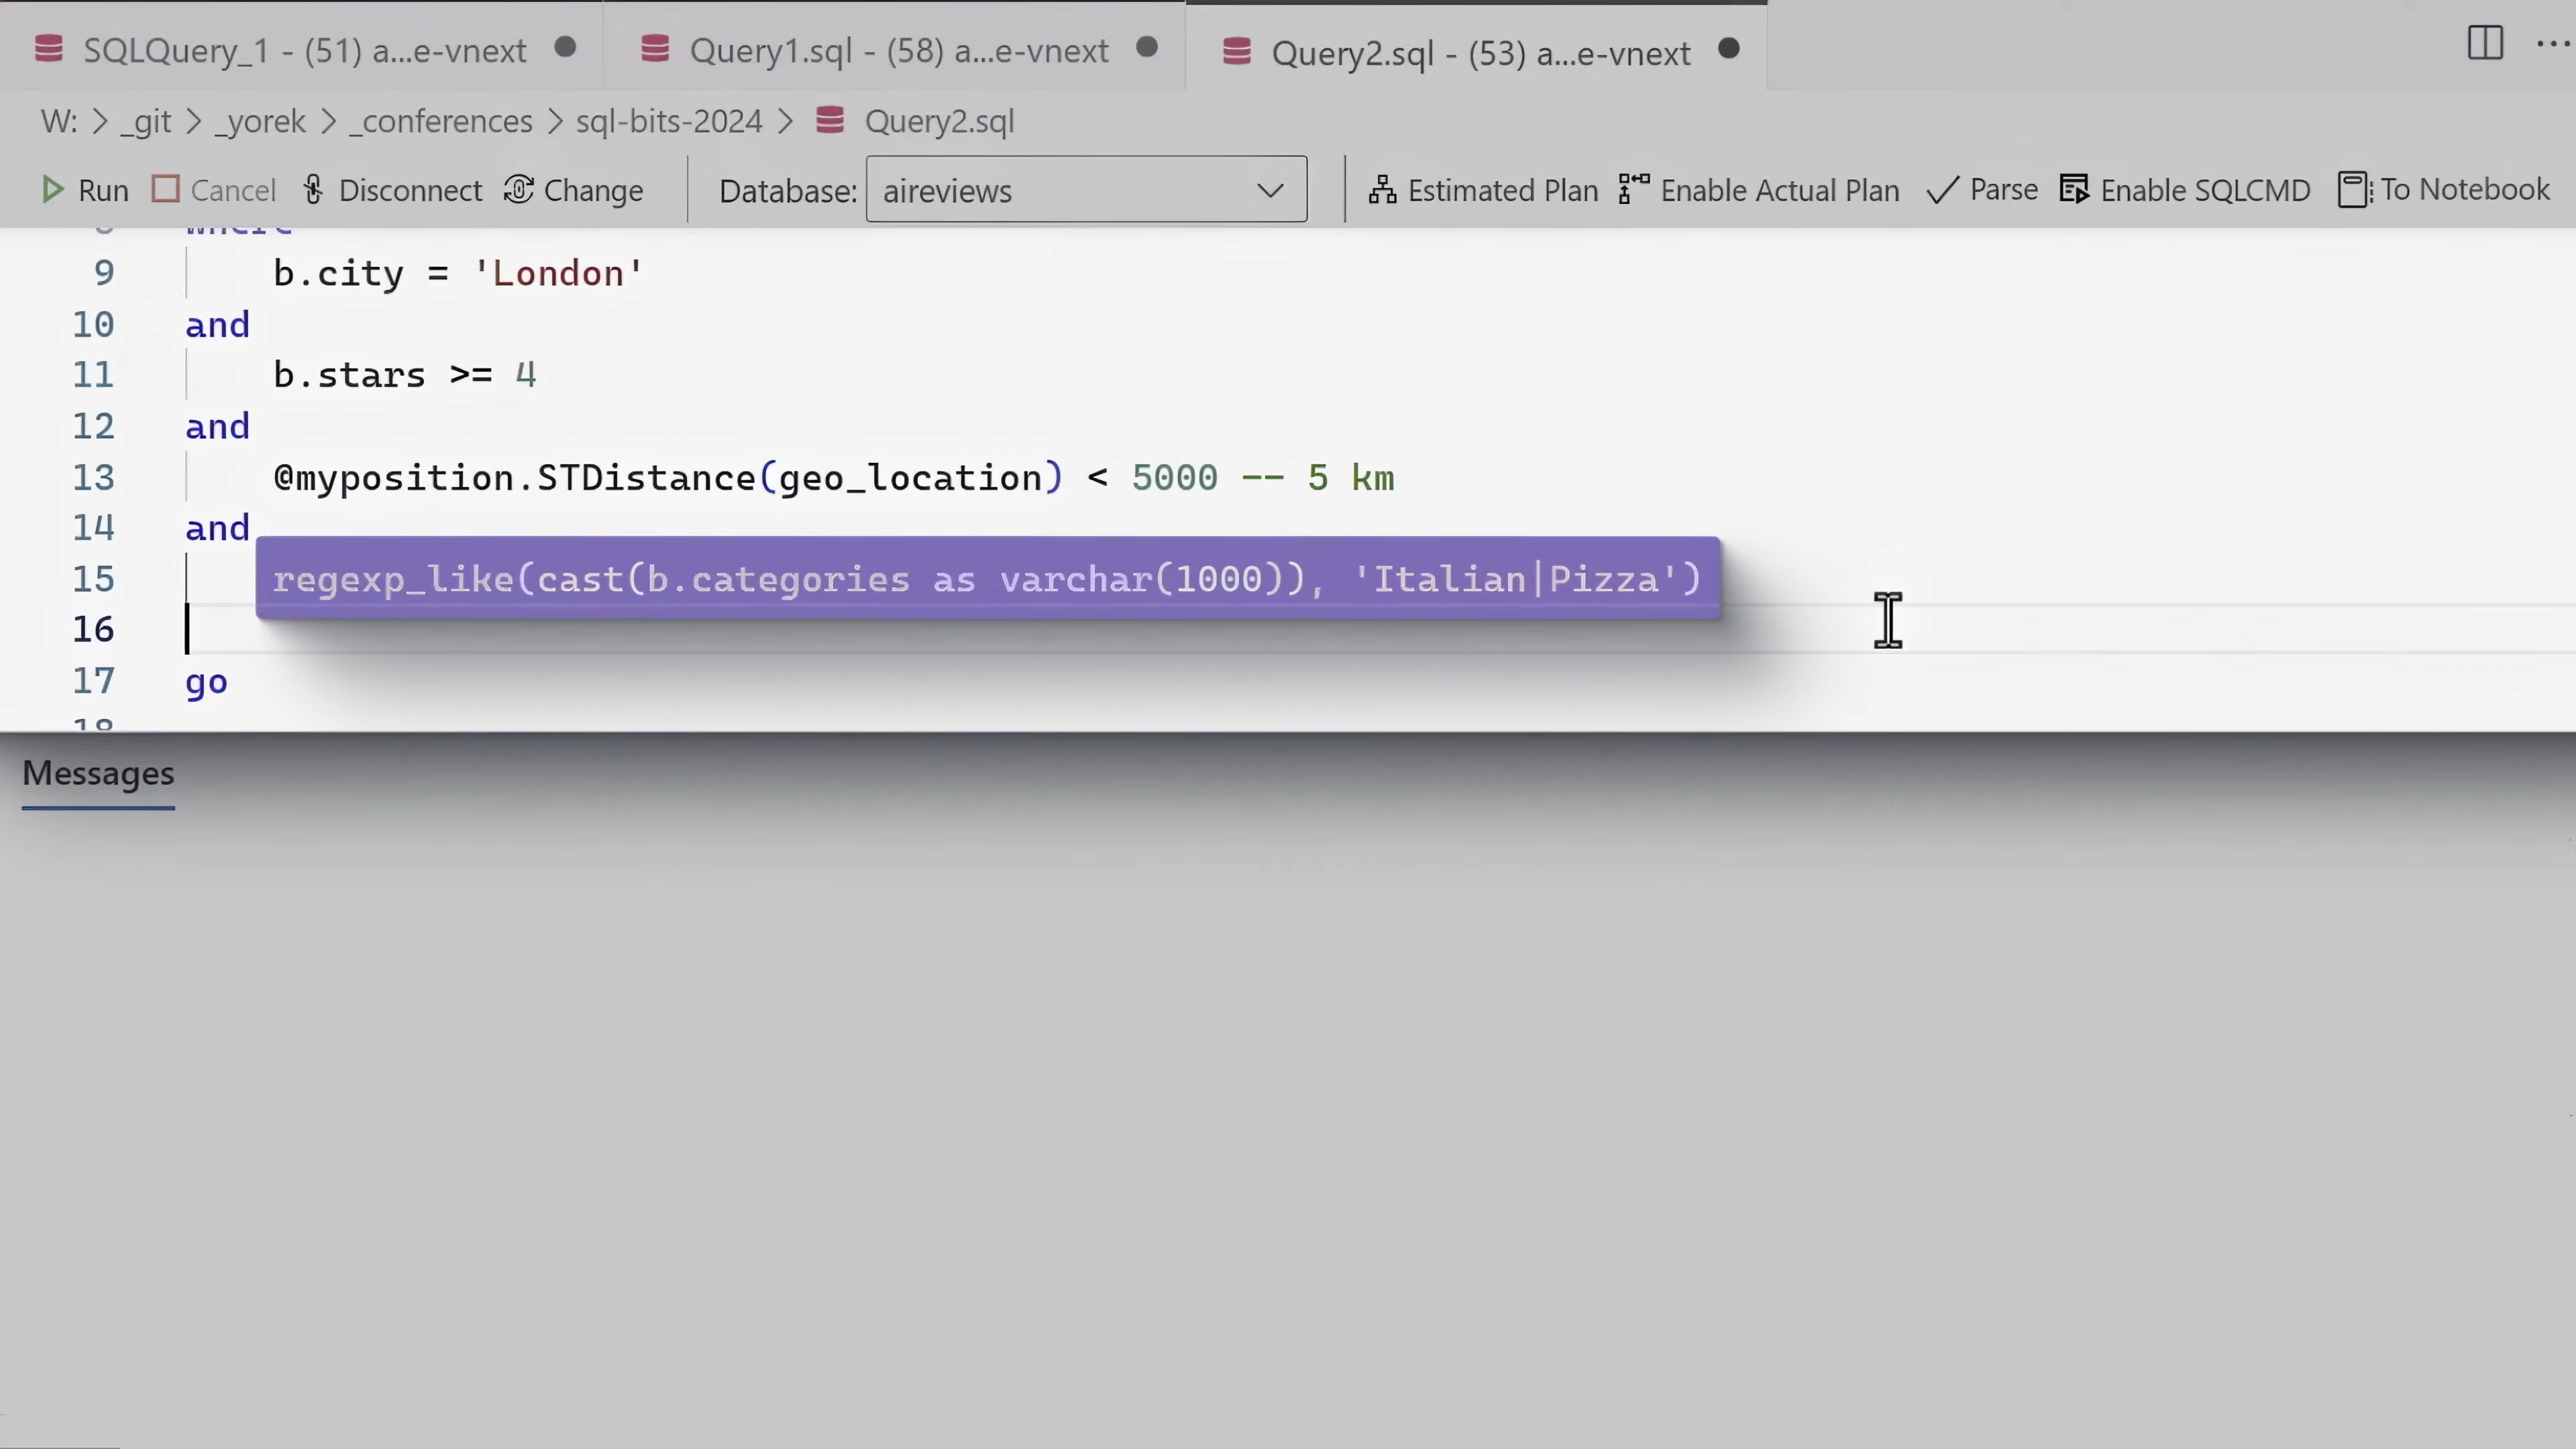 SQLQuery_1 - (51) a...e-vnext Query1.sql - (58) a...e-vnext Query2.sql - (53) a...e-vnext
W: > _git > _yorek > _conferences > sql-bits-2024 > Query2.sql
Run Cancel Disconnect Change Database: aireviews Estimated Plan Enable Actual Plan Parse Enable SQLCMD To Notebook
where
9 b.city = 'London'
10 and
11 b.stars >= 4
12 and
13 @myposition.STDistance(geo_location) < 5000 -- 5 km
14 and
15 regexp_like(cast(b.categories as varchar(1000)), 'Italian|Pizza')
16
17 go
18
Messages